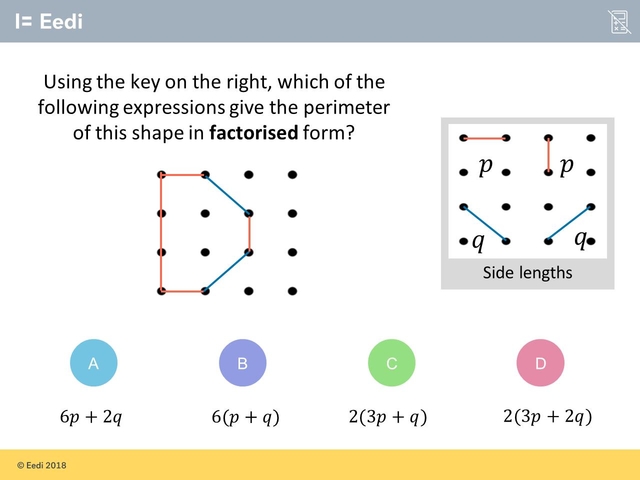 Eedi
Using the key on the right, which of the
following expressions give the perimeter
of this shape in factorised form?
p
p
q
q
Side lengths
A
B
C
D
6p + 2q
6(p + q)
2(3p + q)
2(3p + 2q)
© Eedi 2018